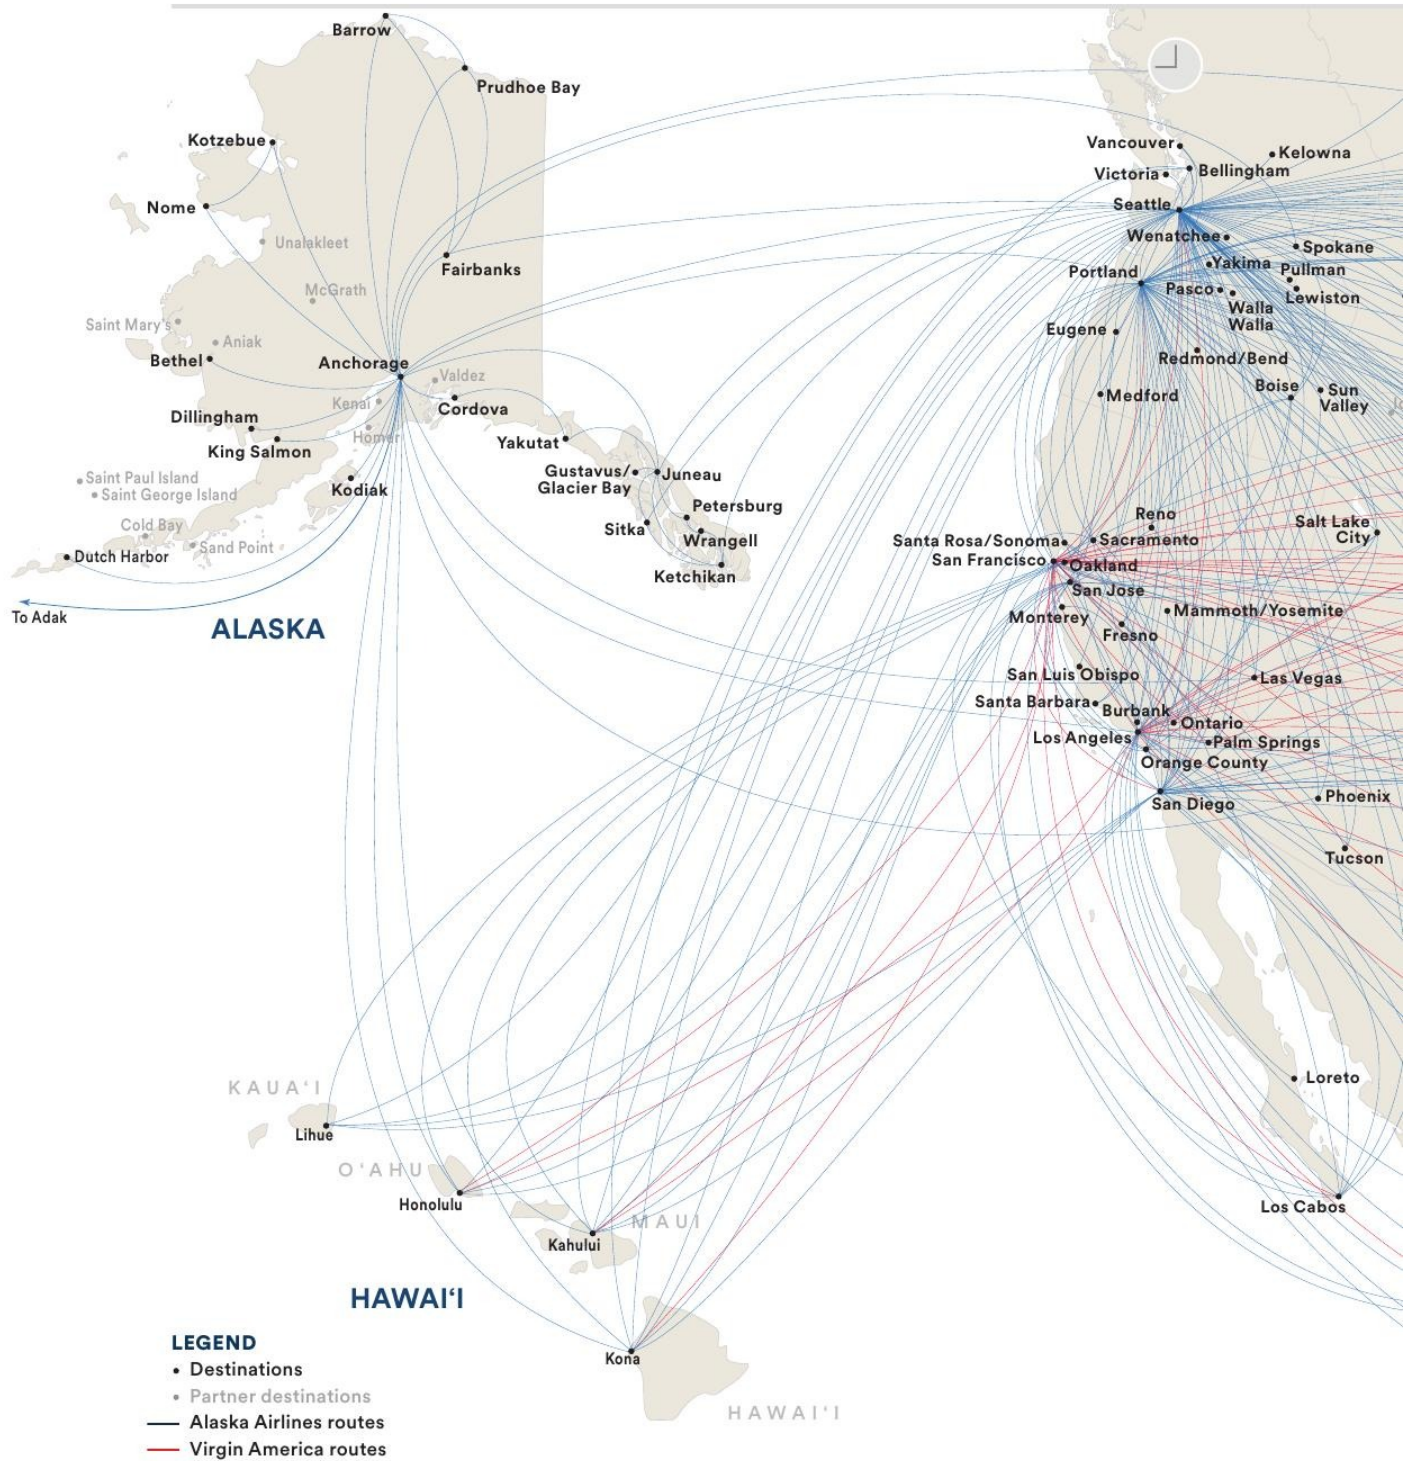 Barrow
Prudhoe Bay
Kotzebue
Nome
Unalakleet
Fairbanks
McGrath
Saint Mary's
Aniak
Bethel
Anchorage
Valdez
Kenai
Cordova
Dillingham
Homer
King Salmon
Yakutat
Kodiak
Gustavus/
Glacier Bay
Juneau
Saint Paul Island
Saint George Island
Petersburg
Cold Bay
Sitka
Wrangell
Sand Point
Dutch Harbor
Ketchikan
To Adak
ALASKA
Vancouver
Kelowna
Victoria
Bellingham
Seattle
Wenatchee
Spokane
Yakima
Portland
Pullman
Pasco
Lewiston
Walla
Walla
Eugene
Redmond/Bend
Boise
Sun
Valley
Medford
Reno
Salt Lake
City
Santa Rosa/Sonoma
Sacramento
San Francisco
Oakland
San Jose
Monterey
Mammoth/Yosemite
Fresno
San Luis Obispo
Las Vegas
Santa Barbara
Burbank
Ontario
Los Angeles
Palm Springs
Orange County
San Diego
Phoenix
Tucson
Loreto
Los Cabos
KAUA‘I
Lihue
O‘AHU
Honolulu
MAUI
Kahului
HAWAI‘I
Kona
HAWAI‘I
LEGEND
Destinations
Partner destinations
Alaska Airlines routes
Virgin America routes